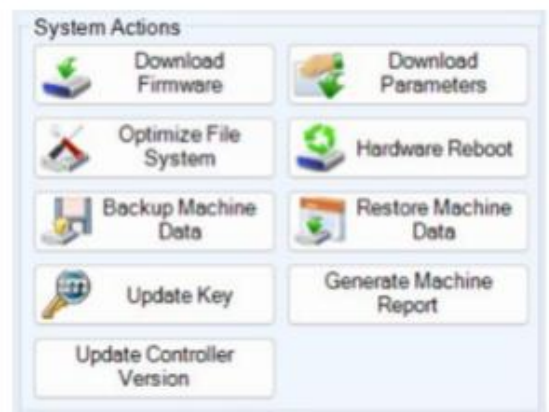 System Actions
Download
Firmware
Download
Parameters
Optimize File
System
Hardware Reboot
Backup Machine
Data
Restore Machine
Data
Update Key
Generate Machine
Report
Update Controller
Version